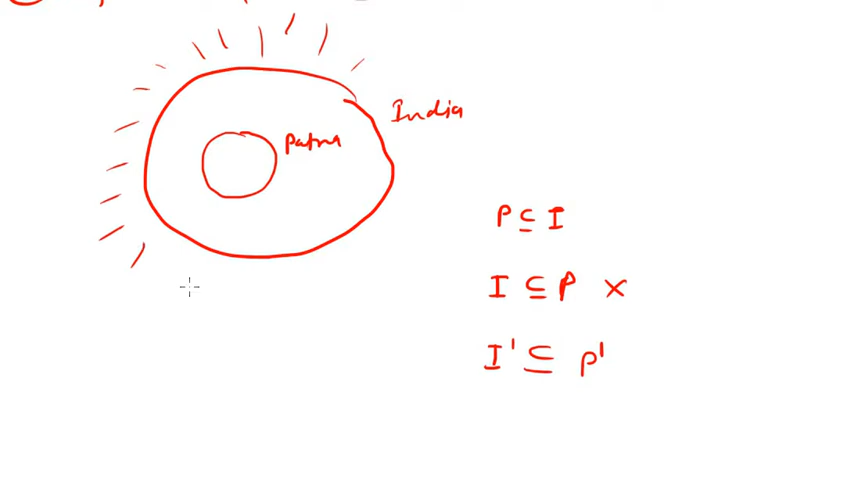 India
Patna
P ⊆ I
I ⊆ P ×
I' ⊆ P'